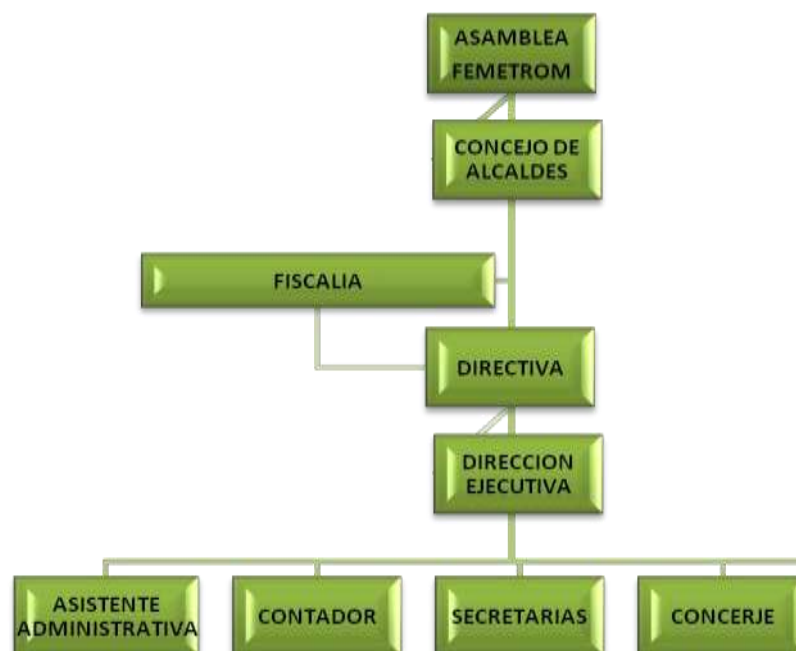 ASAMBLEA
FEMETROM
CONCEJO DE
ALCALDES
FISCALIA
DIRECTIVA
DIRECCION
EJECUTIVA
ASISTENTE
ADMINISTRATIVA
CONTADOR
SECRETARIAS
CONCERJE